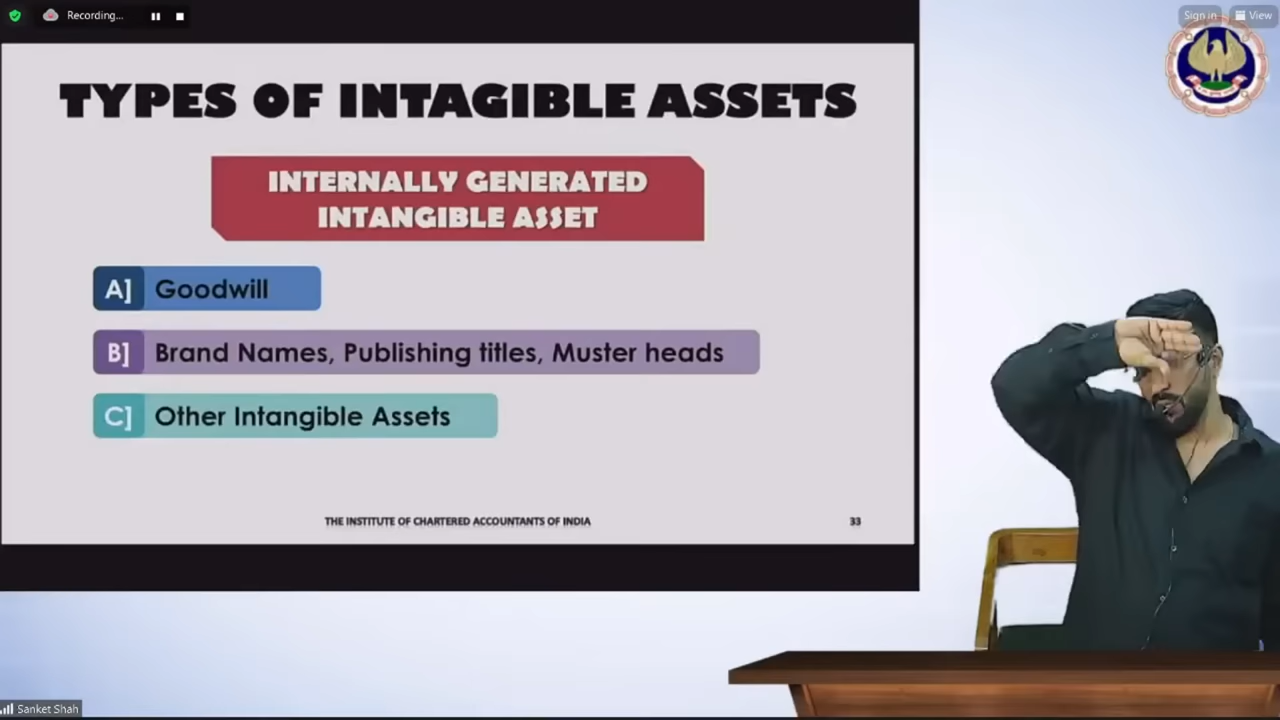 Recording...
Sign in
View
TYPES OF INTAGIBLE ASSETS
INTERNALLY GENERATED
INTANGIBLE ASSET
A] Goodwill
B] Brand Names, Publishing titles, Muster heads
C] Other Intangible Assets
THE INSTITUTE OF CHARTERED ACCOUNTANTS OF INDIA
33
Sanket Shah